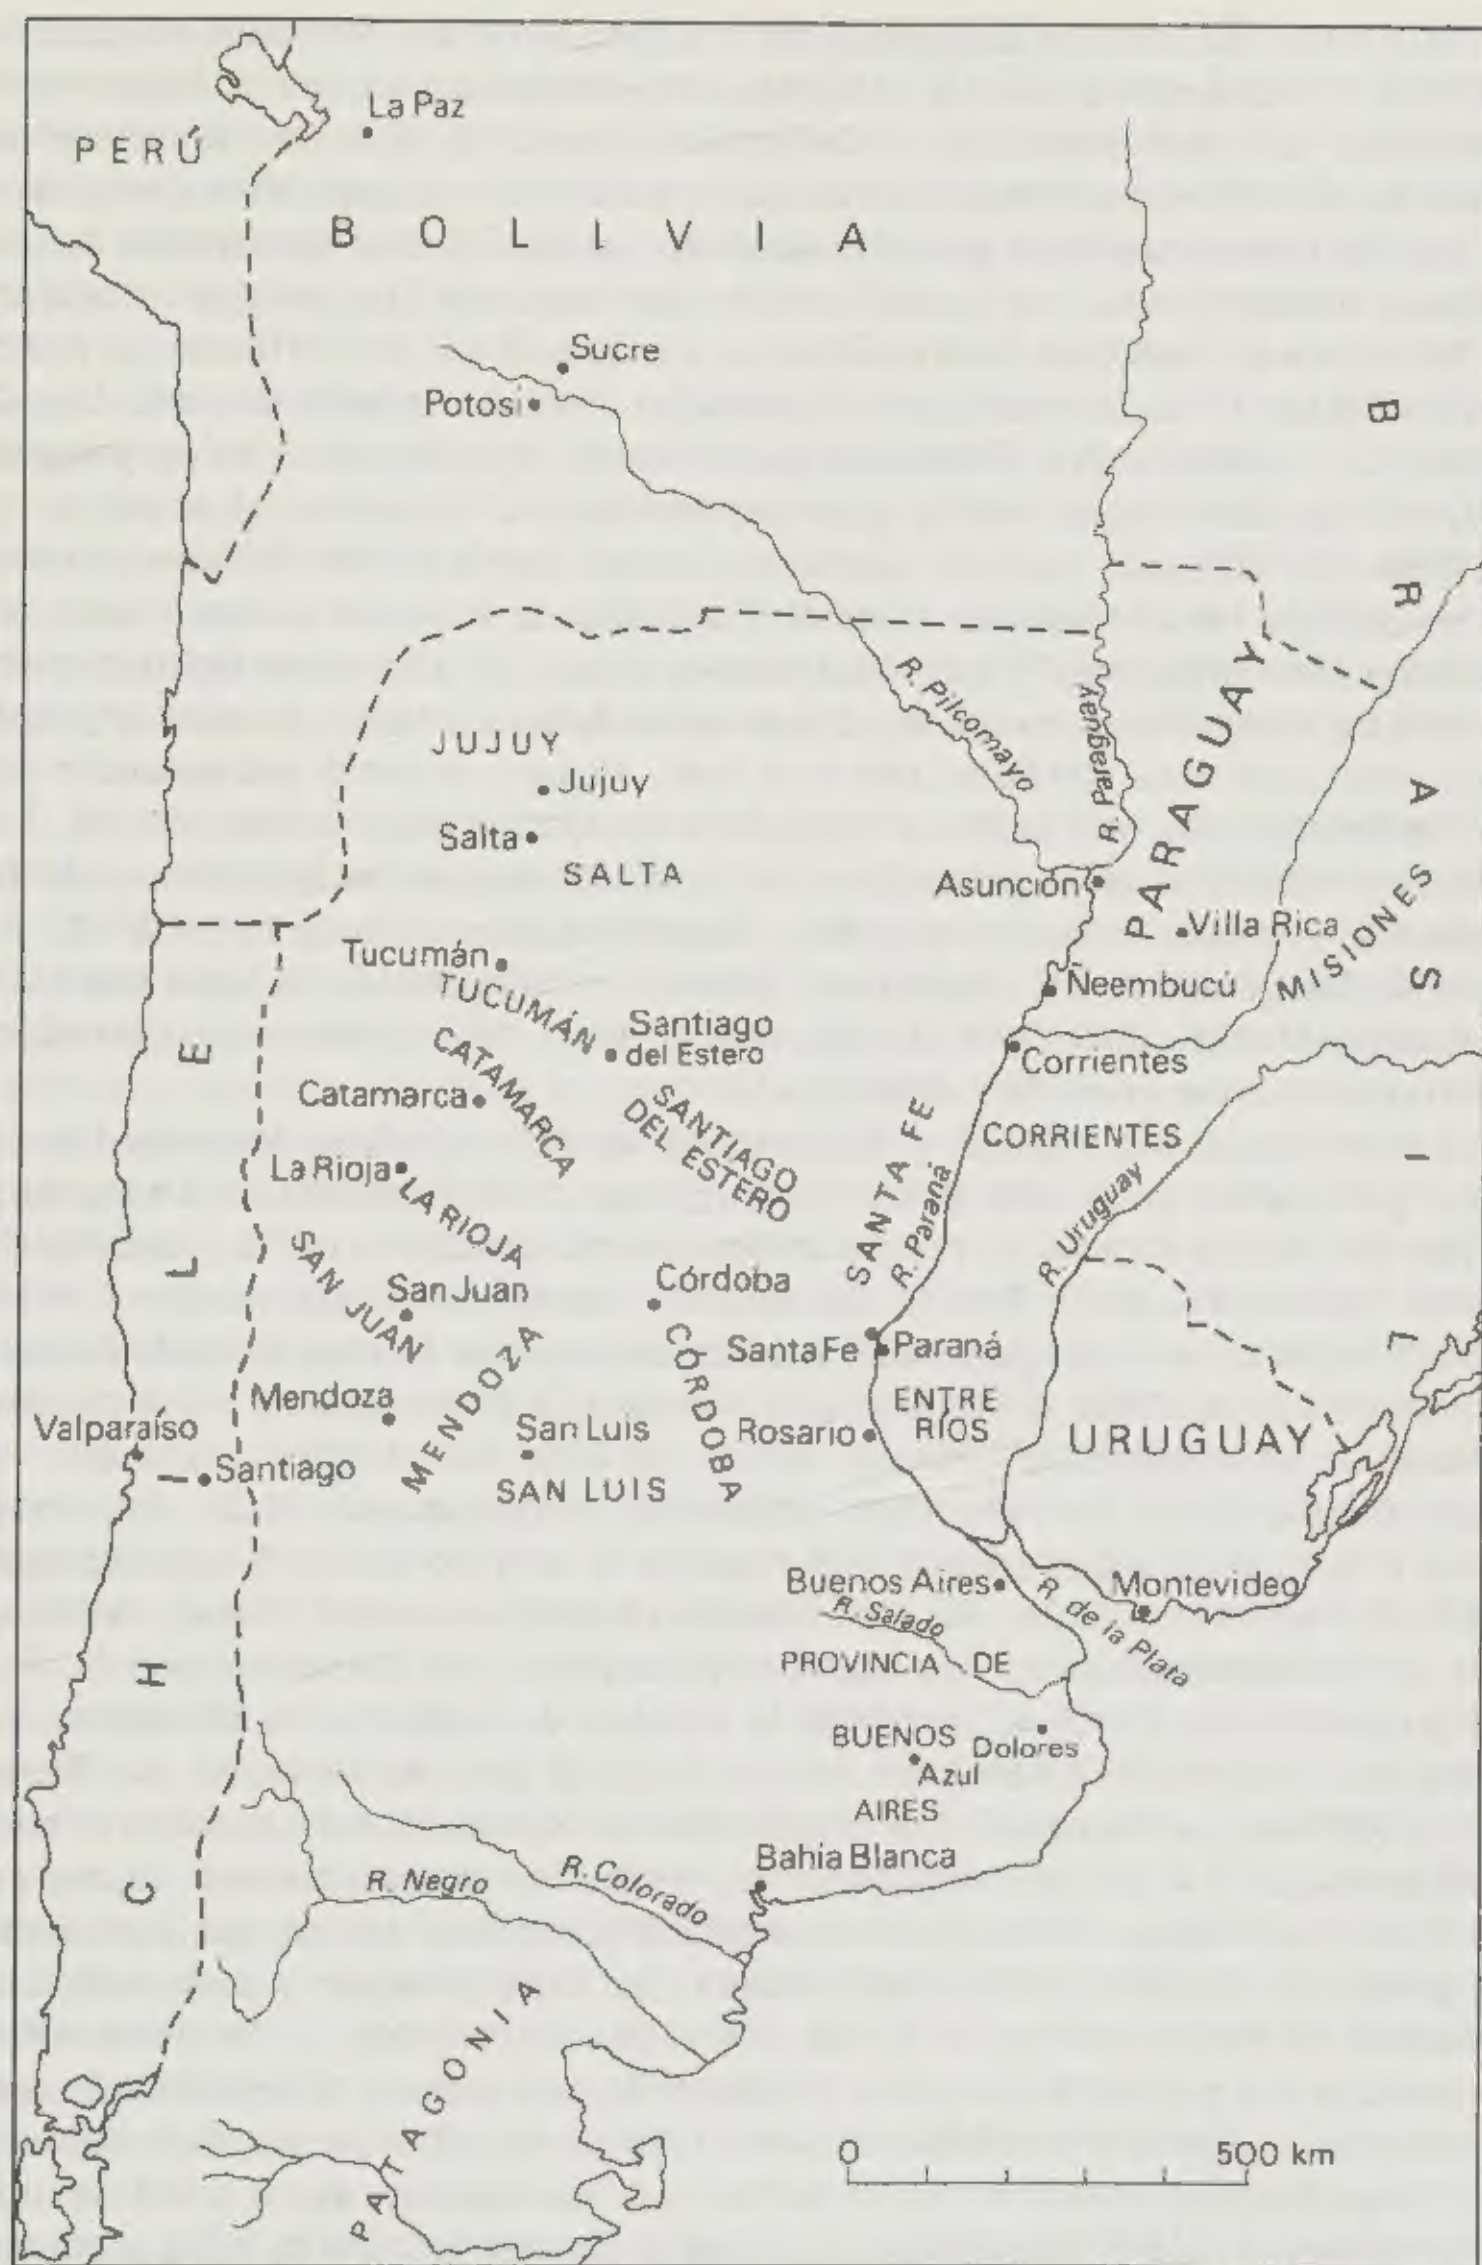 La Paz
PERÚ
BOLIVIA
Sucre
Potosi
BRASIL
R. Pilcomayo
R. Paraguay
PARAGUAY
JUJUY
Jujuy
Salta
SALTA
Asunción
Villa Rica
MISIONES
Tucumán
TUCUMÁN
Ñeembucú
Santiago
del Estero
Corrientes
CATAMARCA
Catamarca
SANTIAGO
DEL ESTERO
SANTA FE
CORRIENTES
La Rioja
LA RIOJA
R. Paraná
R. Uruguay
SAN JUAN
San Juan
Córdoba
CÓRDOBA
Santa Fe
Paraná
MENDOZA
Mendoza
ENTRE
RÍOS
Valparaíso
Santiago
San Luis
SAN LUIS
Rosario
URUGUAY
CHILE
Buenos Aires
R. de la Plata
Montevideo
R. Salado
PROVINCIA DE
BUENOS
AIRES
Dolores
Azul
Bahia Blanca
R. Negro
R. Colorado
PATAGONIA
0
500 km